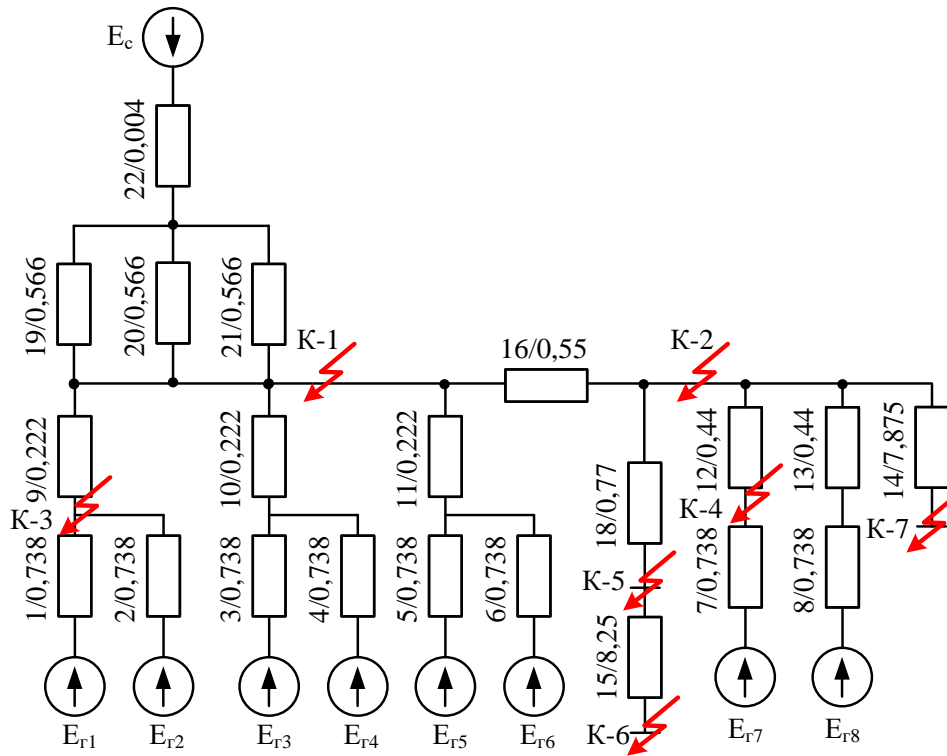 Ес
22/0,004
19/0,566
20/0,566
21/0,566
К-1
16/0,55
К-2
9/0,222
10/0,222
11/0,222
18/0,77
12/0,44
13/0,44
14/7,875
К-3
К-4
К-7
1/0,738
2/0,738
3/0,738
4/0,738
5/0,738
6/0,738
К-5
7/0,738
8/0,738
15/8,25
К-6
Ег1
Ег2
Ег3
Ег4
Ег5
Ег6
Ег7
Ег8